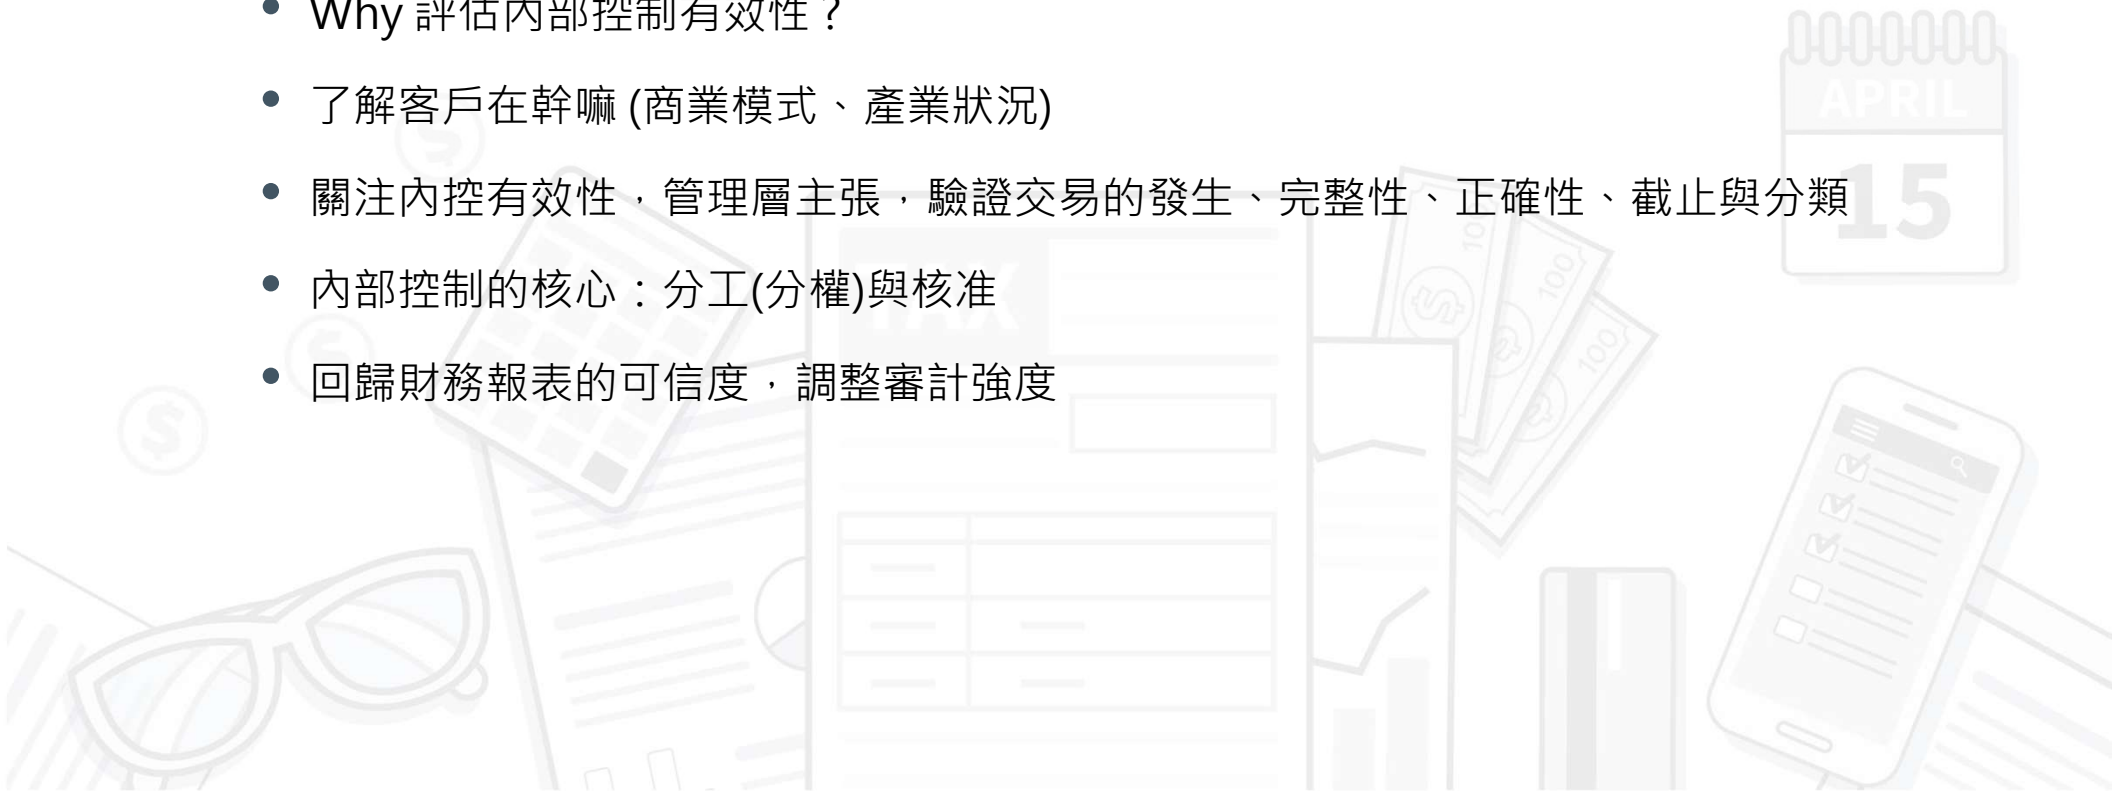 Why 評估內部控制有效性？
了解客戶在幹嘛 (商業模式、產業狀況)
關注內控有效性，管理層主張，驗證交易的發生、完整性、正確性、截止與分類
內部控制的核心：分工(分權)與核准
回歸財務報表的可信度，調整審計強度
APRIL
15
TAX
100
100
100